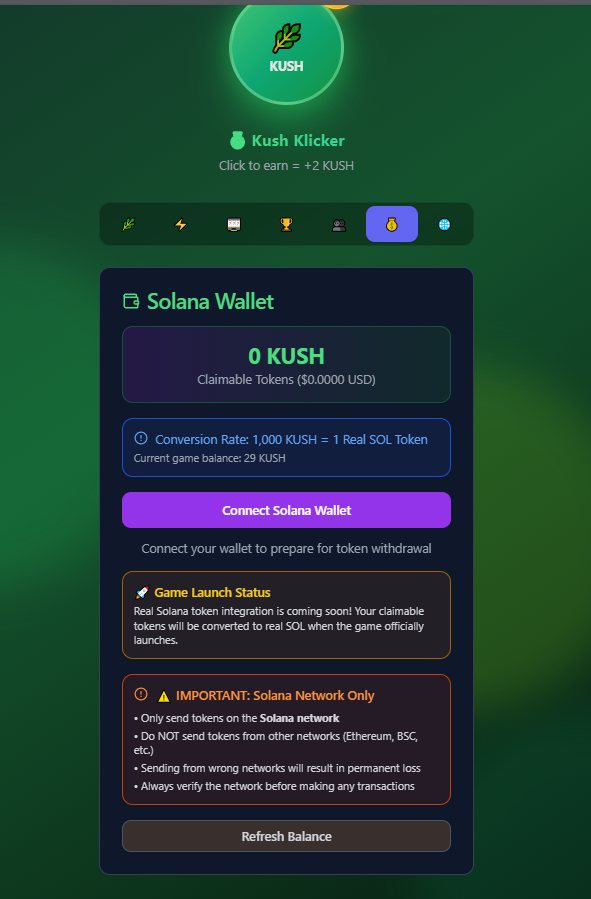 KUSH
Kush Klicker
Click to earn = +2 KUSH
Solana Wallet
0 KUSH
Claimable Tokens ($0.0000 USD)
Conversion Rate: 1,000 KUSH = 1 Real SOL Token
Current game balance: 29 KUSH
Connect Solana Wallet
Connect your wallet to prepare for token withdrawal
🚀 Game Launch Status
Real Solana token integration is coming soon! Your claimable
tokens will be converted to real SOL when the game officially
launches.
⚠️ IMPORTANT: Solana Network Only
• Only send tokens on the Solana network
• Do NOT send tokens from other networks (Ethereum, BSC,
etc.)
• Sending from wrong networks will result in permanent loss
• Always verify the network before making any transactions
Refresh Balance